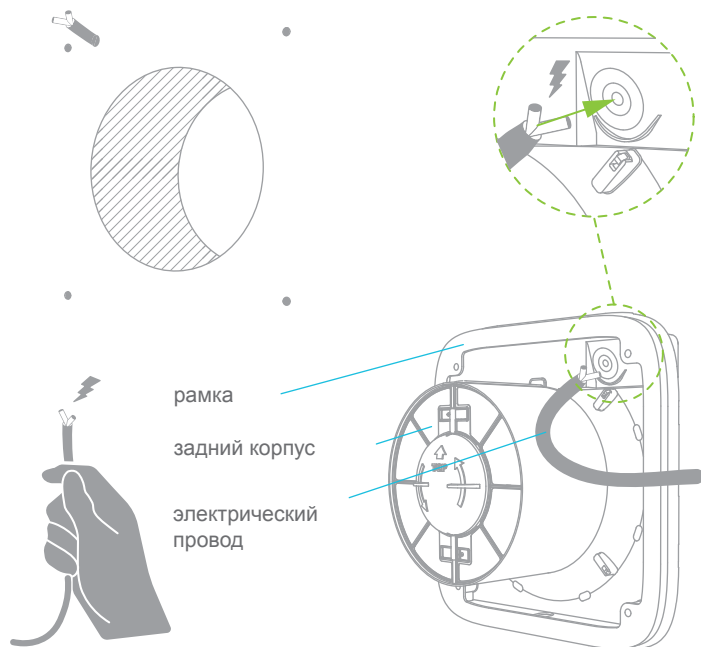 рамка
задний корпус
электрический
провод